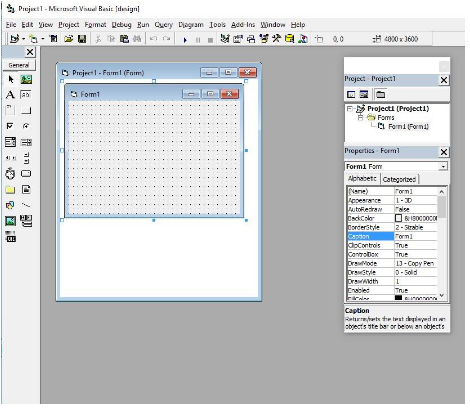 Project1 - Microsoft Visual Basic [design]
File Edit View Project Format Debug Run Query Diagram Tools Add-Ins Window Help
0, 0 4800 x 3600
General
A
Project1 - Form1 (Form)
Form1
Project - Project1
Project1 (Project1)
Forms
Form1 (Form1)
Properties - Form1
Form1 Form
Alphabetic Categorized
(Name) Form1
Appearance 1 - 3D
AutoRedraw False
BackColor &H8000000
BorderStyle 2 - Sizable
Caption Form1
ClipControls True
ControlBox True
DrawMode 13 - Copy Pen
DrawStyle 0 - Solid
DrawWidth 1
Enabled True
FillColor &H0000000
Caption
Returns/sets the text displayed in an
object's title bar or below an object's